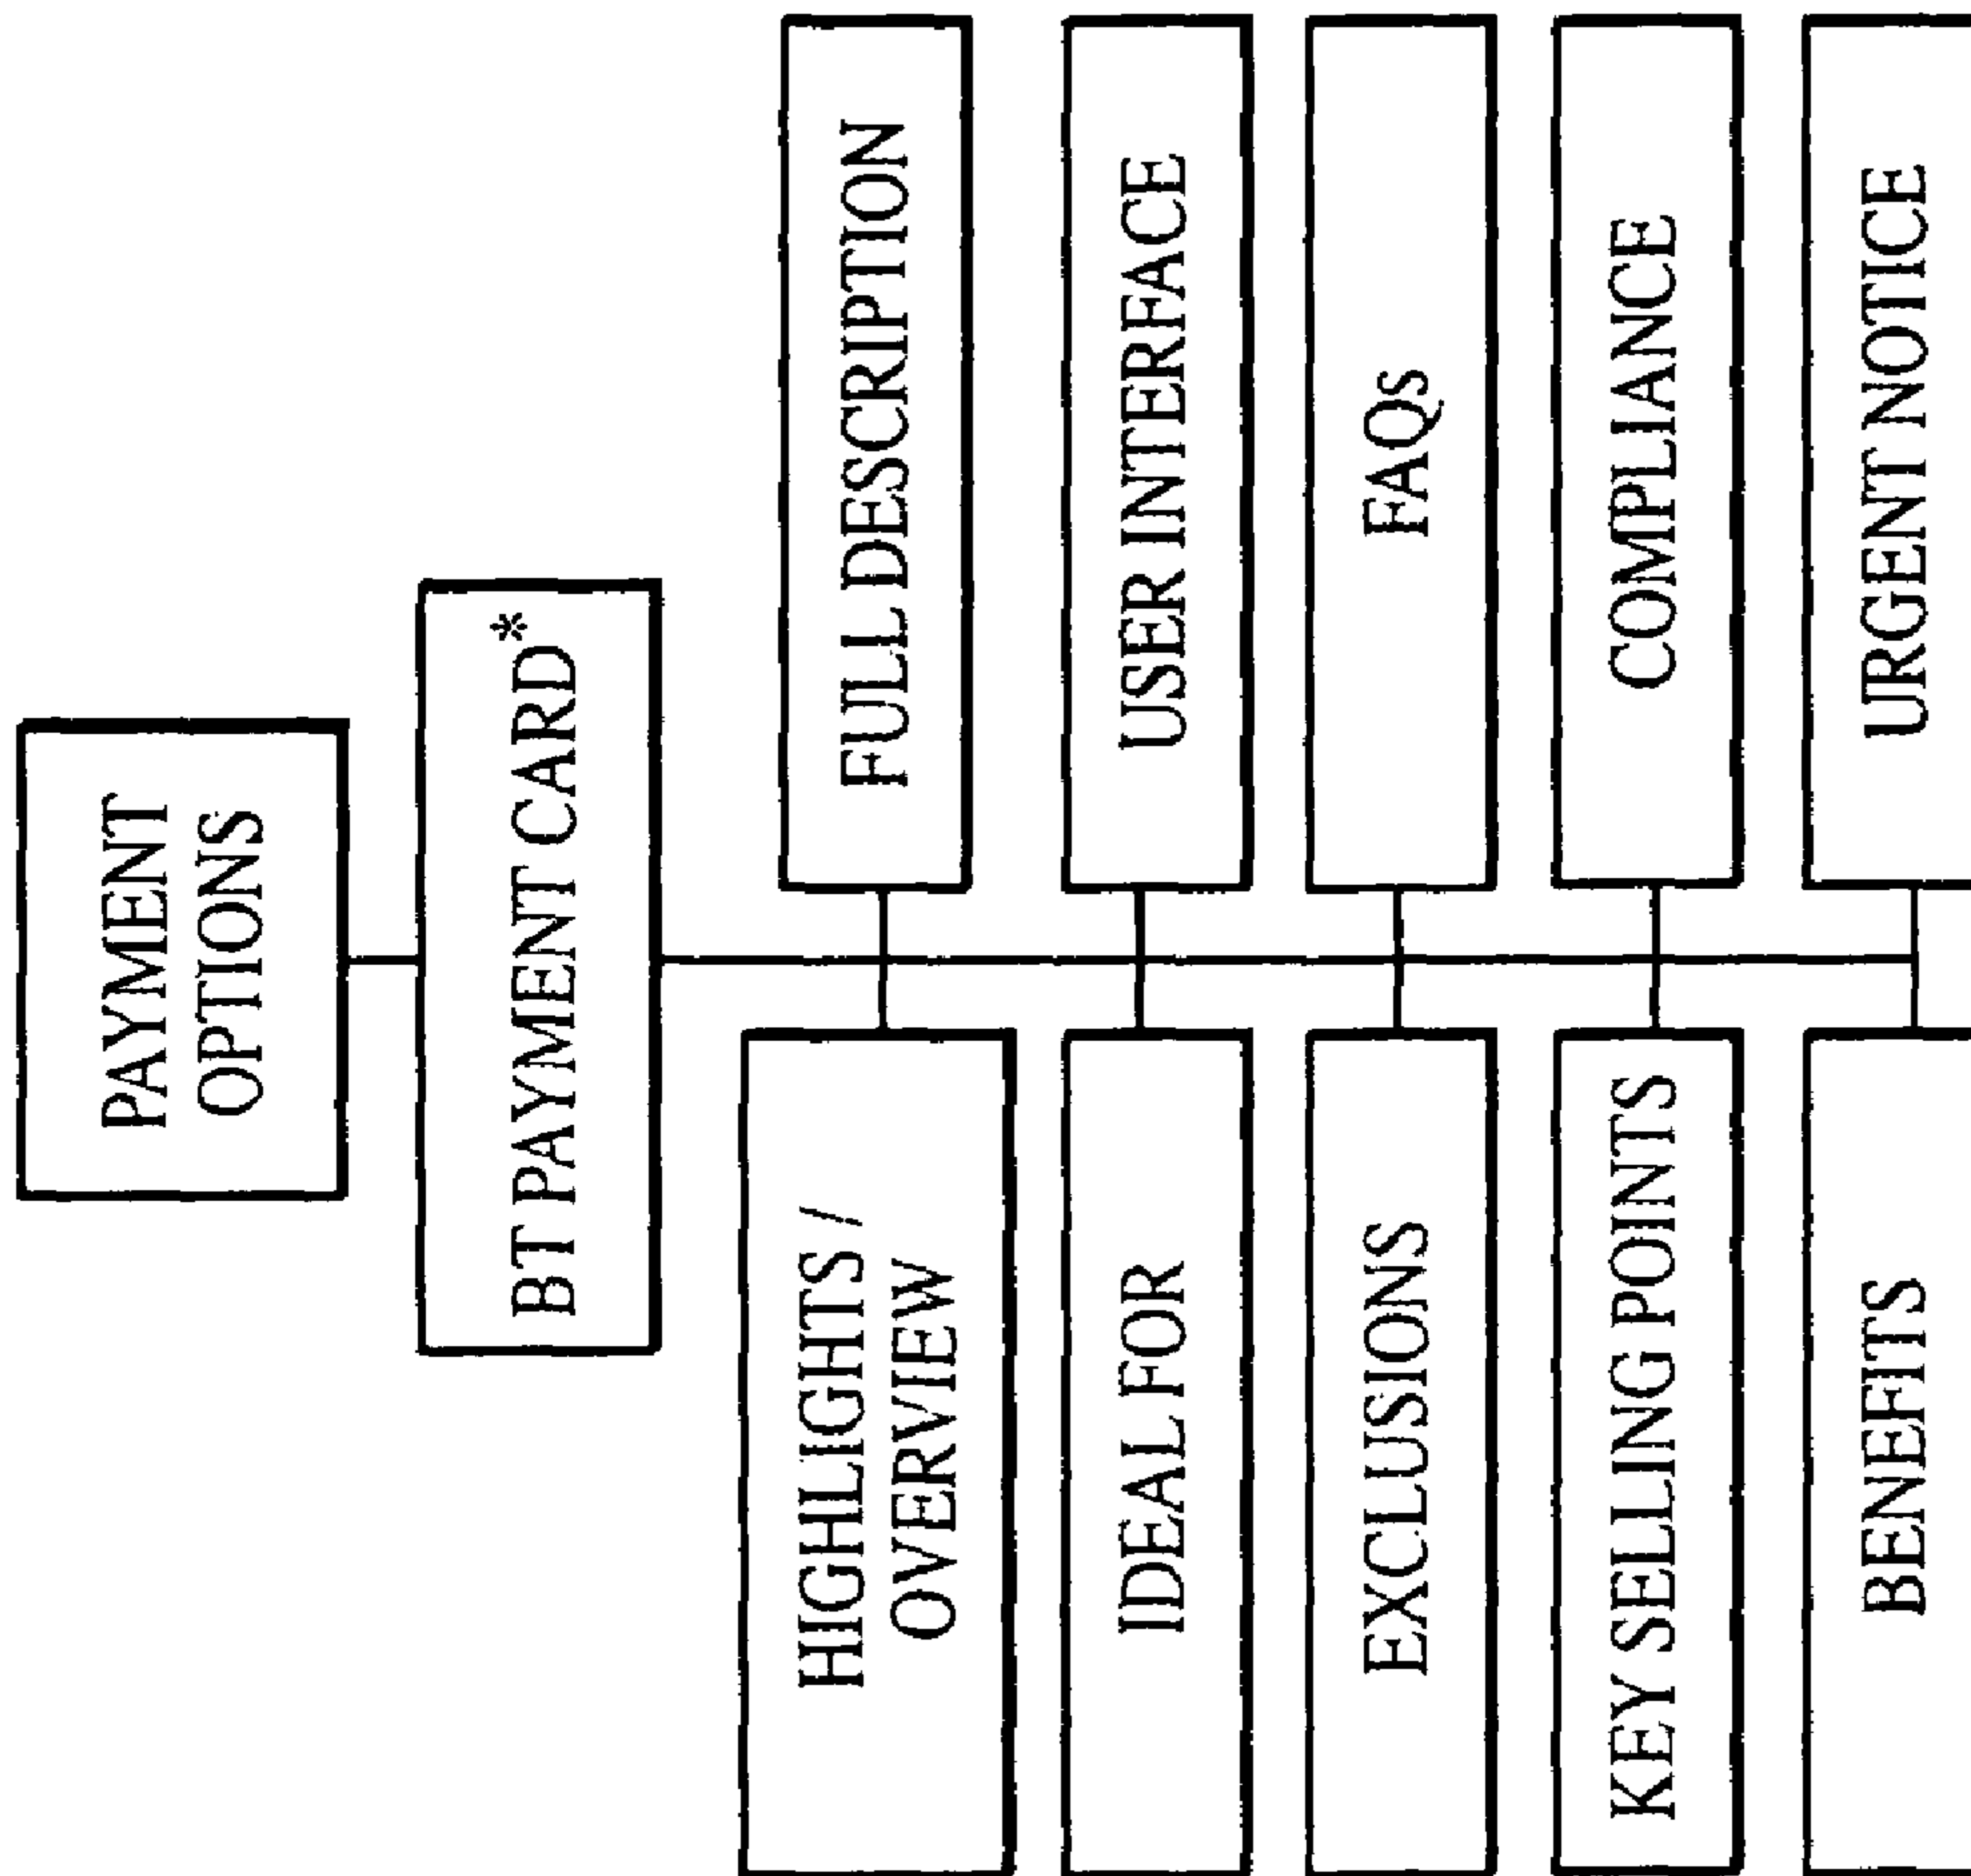 PAYMENT
OPTIONS
BT PAYMENT CARD*
HIGHLIGHTS /
OVERVIEW
FULL DESCRIPTION
IDEAL FOR
USER INTERFACE
EXCLUSIONS
FAQs
KEY SELLING POINTS
COMPLIANCE
BENEFITS
URGENT NOTICE